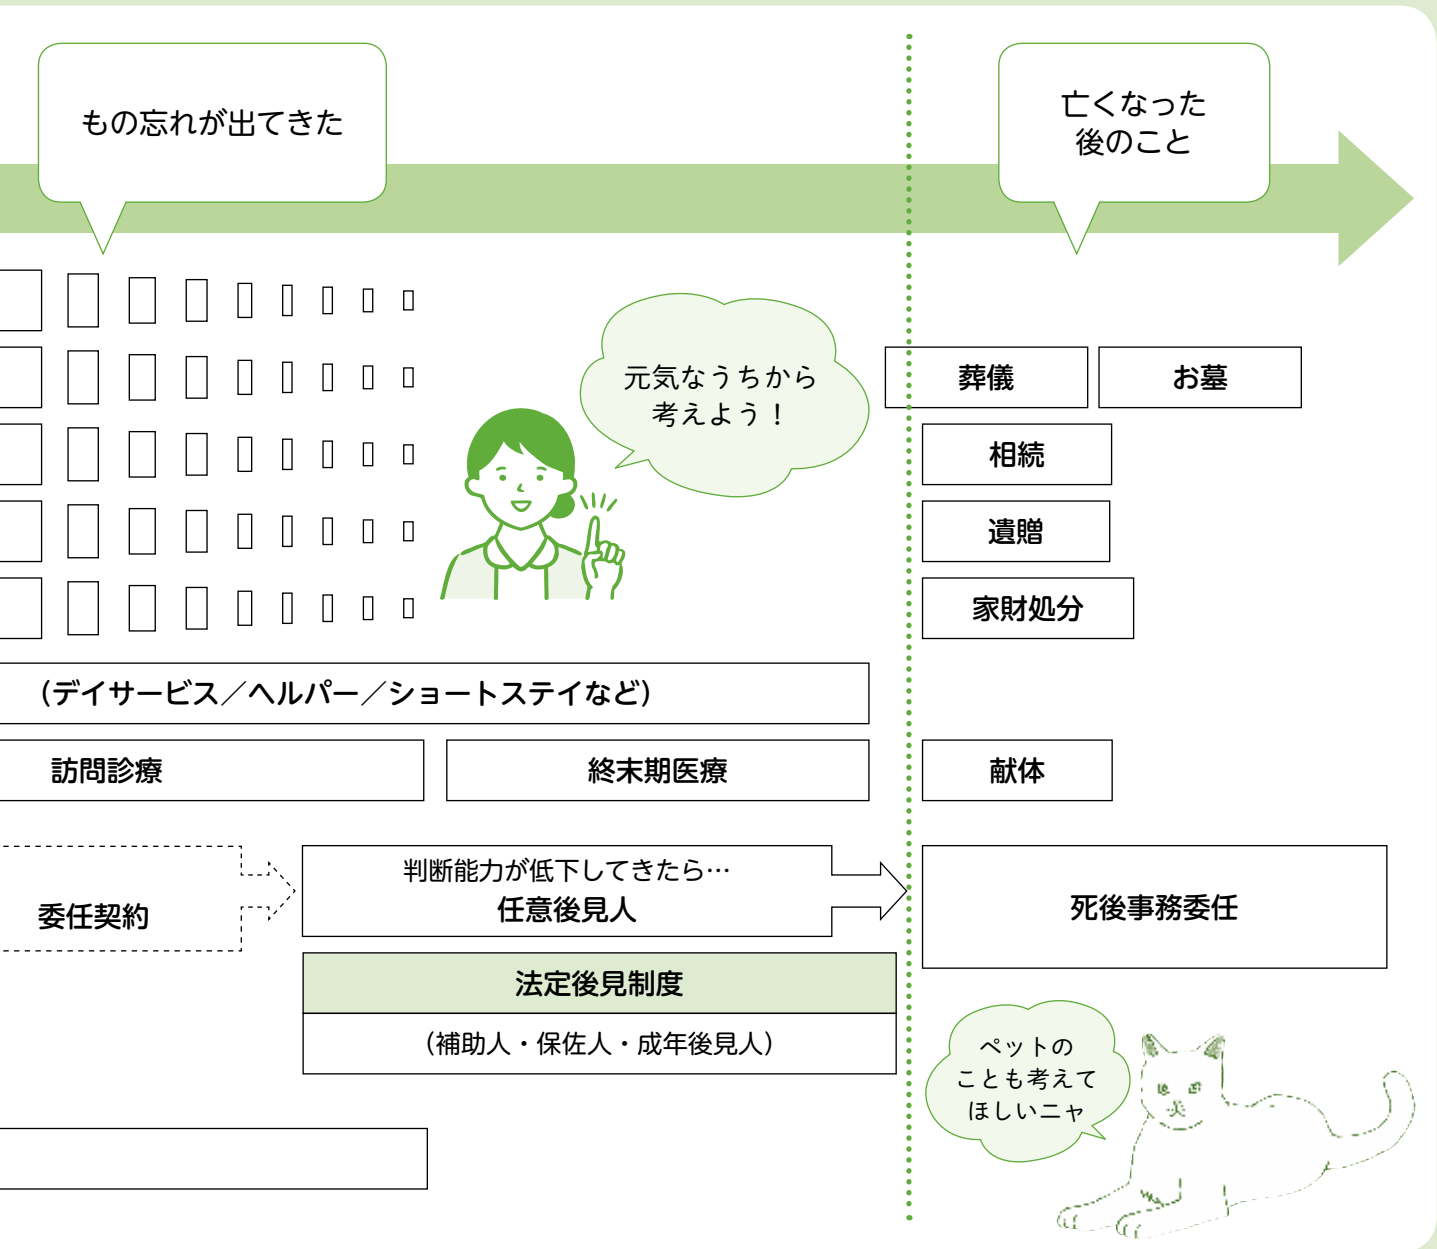 もの忘れが出てきた
亡くなった
後のこと
元気なうちから
考えよう！
葬儀
お墓
相続
遺贈
家財処分
（デイサービス／ヘルパー／ショートステイなど）
訪問診療
終末期医療
献体
委任契約
判断能力が低下してきたら…
任意後見人
死後事務委任
法定後見制度
（補助人・保佐人・成年後見人）
ペットの
ことも考えて
ほしいニャ